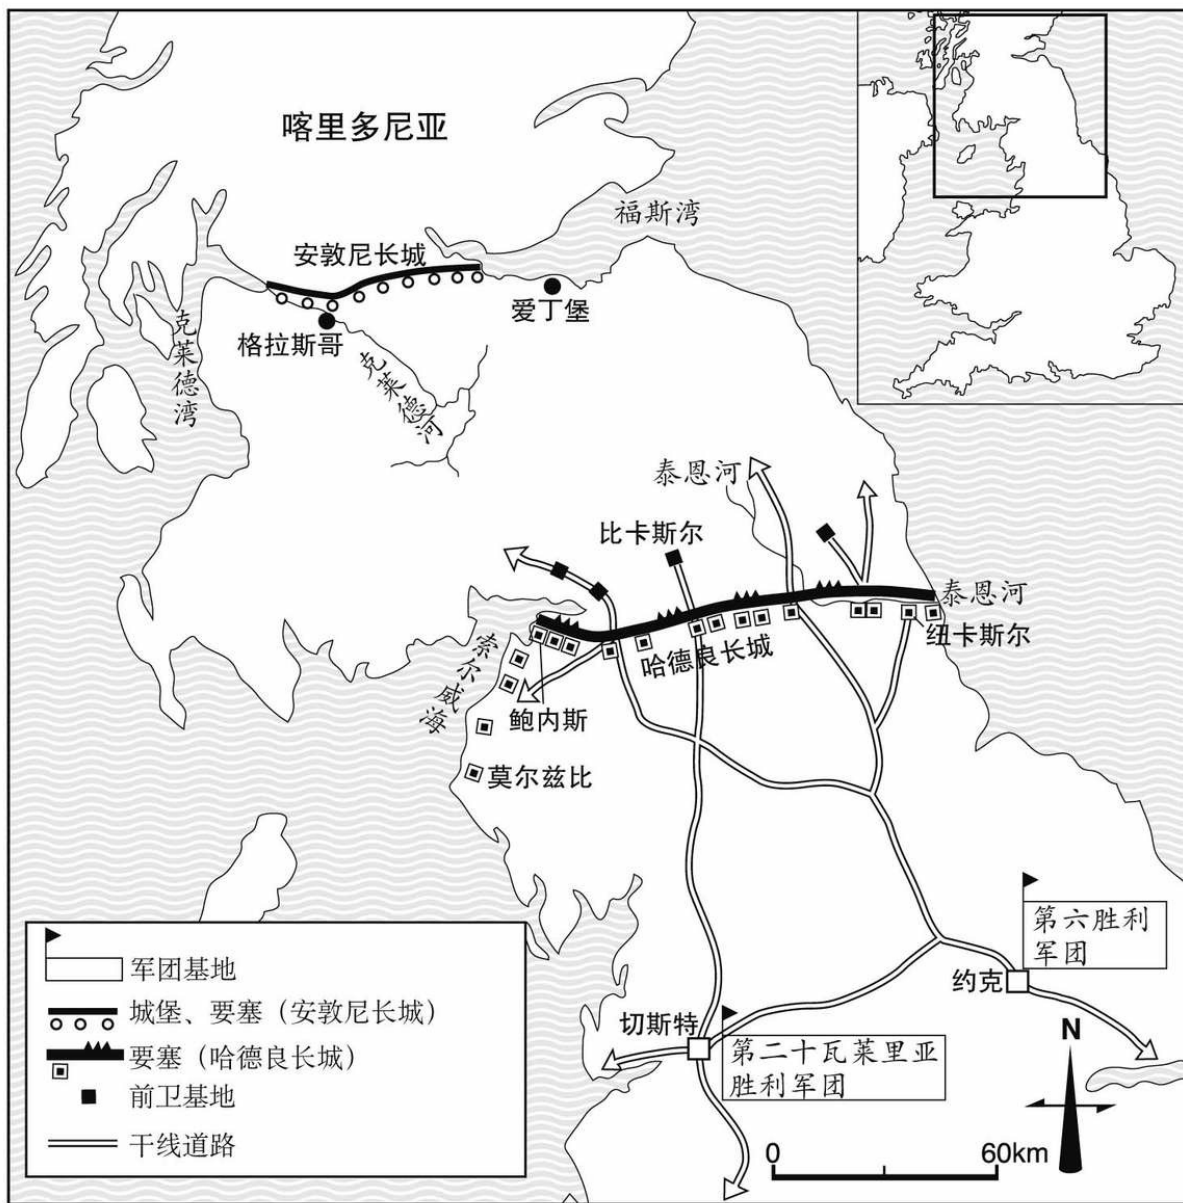 喀里多尼亚
福斯湾
安敦尼长城
爱丁堡
格拉斯哥
克莱德湾
克莱德河
泰恩河
比卡斯尔
泰恩河
纽卡斯尔
哈德良长城
索尔威海
鲍内斯
莫尔兹比
第六胜利
军团
约克
切斯特
第二十瓦莱里亚
胜利军团
军团基地
城堡、要塞（安敦尼长城）
要塞（哈德良长城）
前卫基地
干线道路
N
0 60km